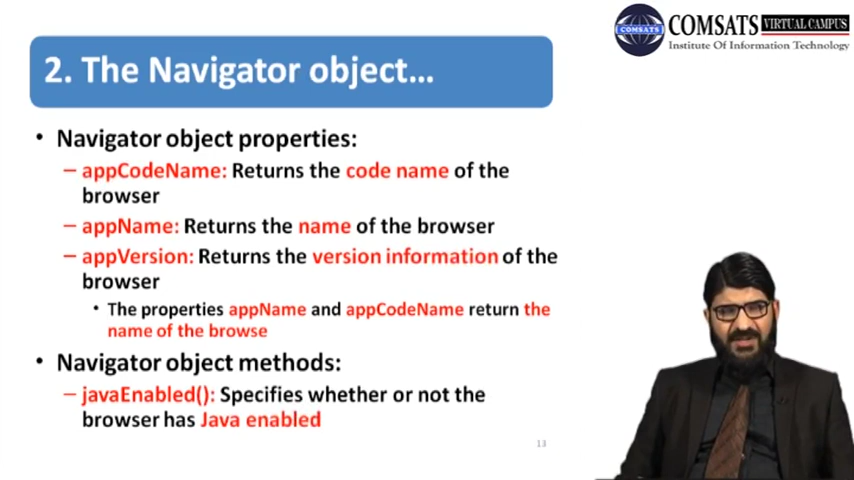 COMSATS VIRTUAL CAMPUS
Institute Of Information Technology
COMSATS
2. The Navigator object...
• Navigator object properties:
– appCodeName: Returns the code name of the
browser
– appName: Returns the name of the browser
– appVersion: Returns the version information of the
browser
• The properties appName and appCodeName return the
name of the browse
• Navigator object methods:
– javaEnabled(): Specifies whether or not the
browser has Java enabled
13